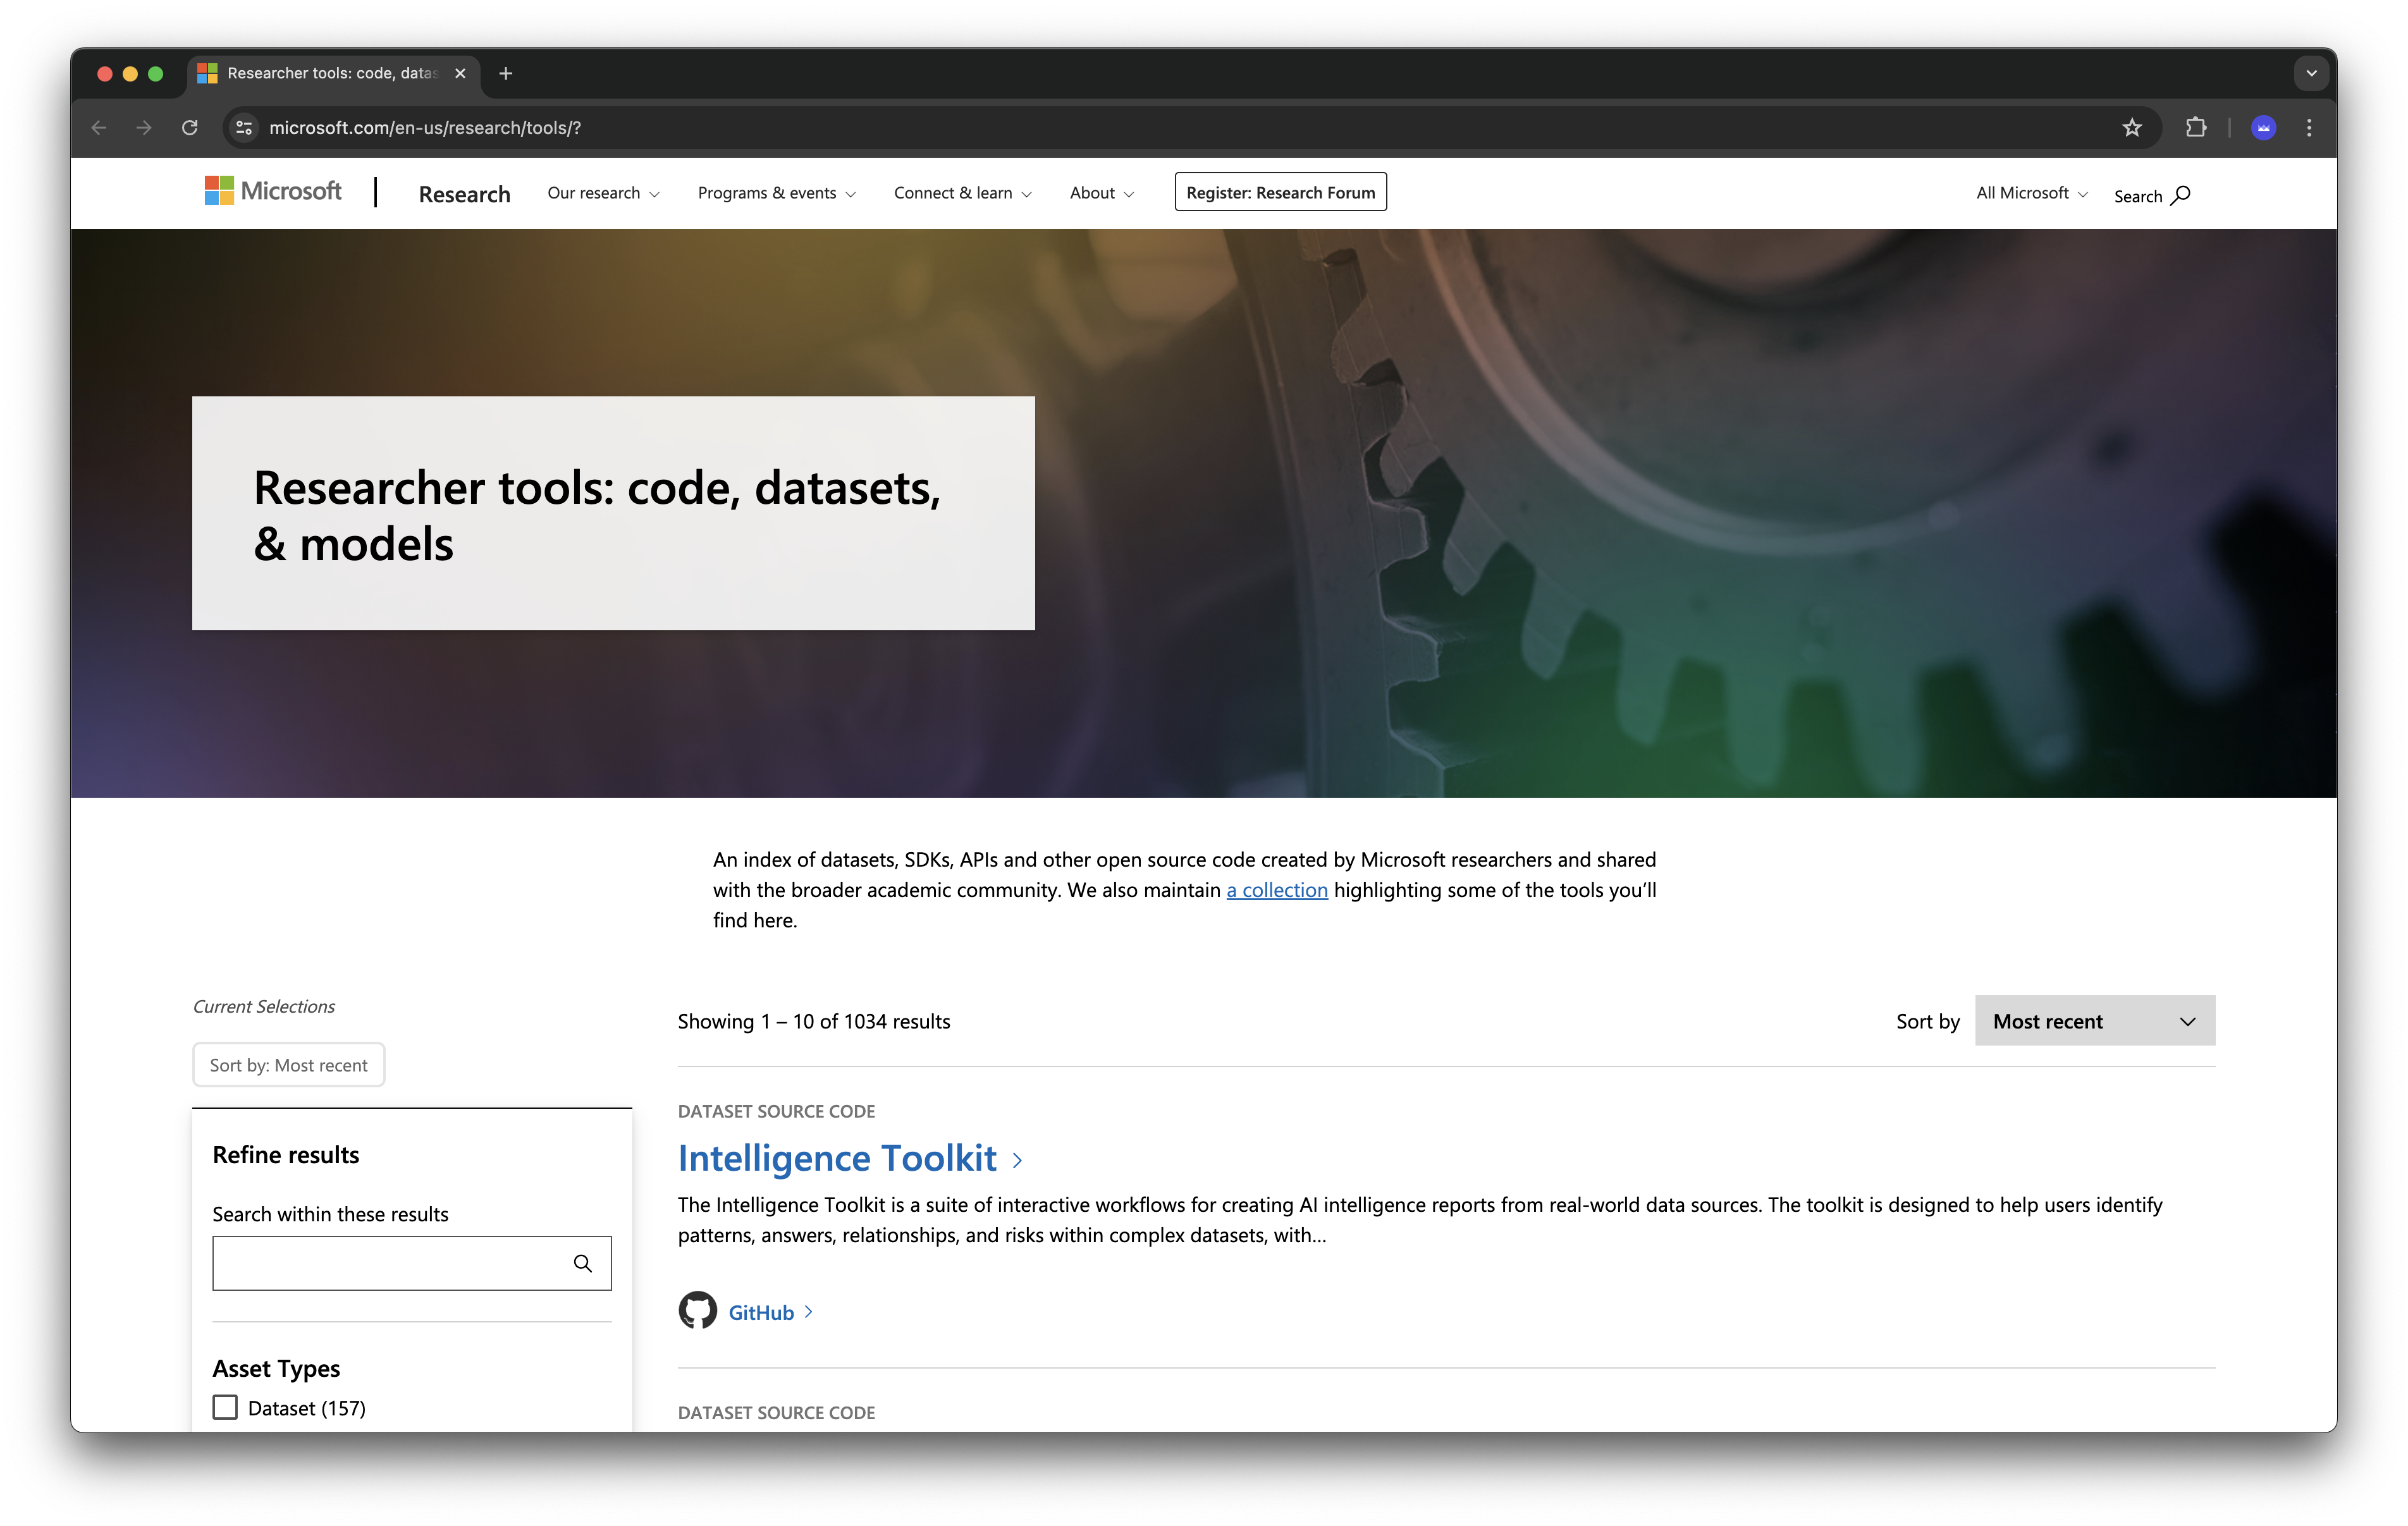 Researcher tools: code, datas
microsoft.com/en-us/research/tools/?
Microsoft
Research
Our research
Programs & events
Connect & learn
About
Register: Research Forum
All Microsoft
Search
Researcher tools: code, datasets,
& models
An index of datasets, SDKs, APIs and other open source code created by Microsoft researchers and shared
with the broader academic community. We also maintain a collection highlighting some of the tools you’ll
find here.
Current Selections
Sort by: Most recent
Refine results
Search within these results
Asset Types
Dataset (157)
Showing 1 – 10 of 1034 results
Sort by
Most recent
DATASET SOURCE CODE
Intelligence Toolkit
The Intelligence Toolkit is a suite of interactive workflows for creating AI intelligence reports from real-world data sources. The toolkit is designed to help users identify
patterns, answers, relationships, and risks within complex datasets, with…
GitHub
DATASET SOURCE CODE